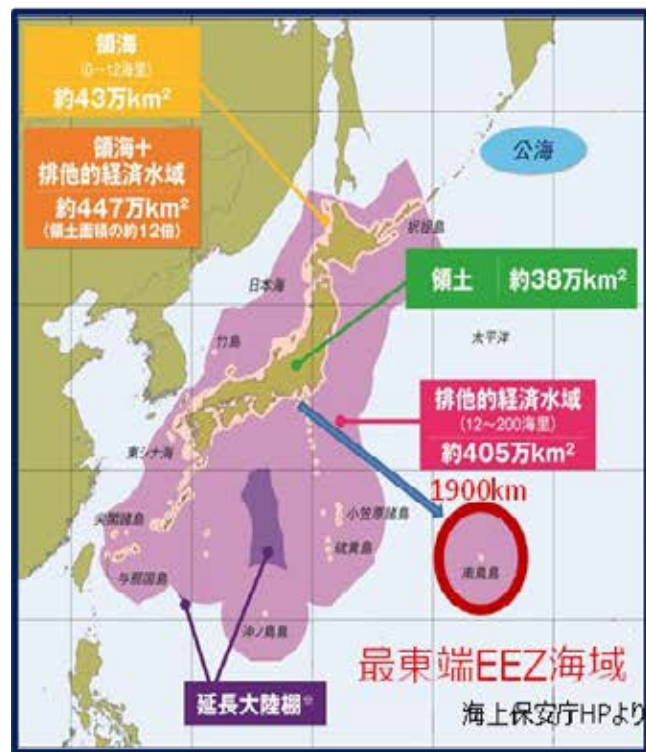 領海
(0〜12海里)
約43万km²
領海＋
排他的経済水域
約447万km²
(領土面積の約12倍)
公海
択捉島
日本海
領土 約38万km²
竹島
太平洋
排他的経済水域
(12〜200海里)
約405万km²
東シナ海
1900km
尖閣諸島
小笠原諸島
硫黄島
南鳥島
与那国島
沖ノ鳥島
延長大陸棚※
最東端EEZ海域
海上保安庁HPより